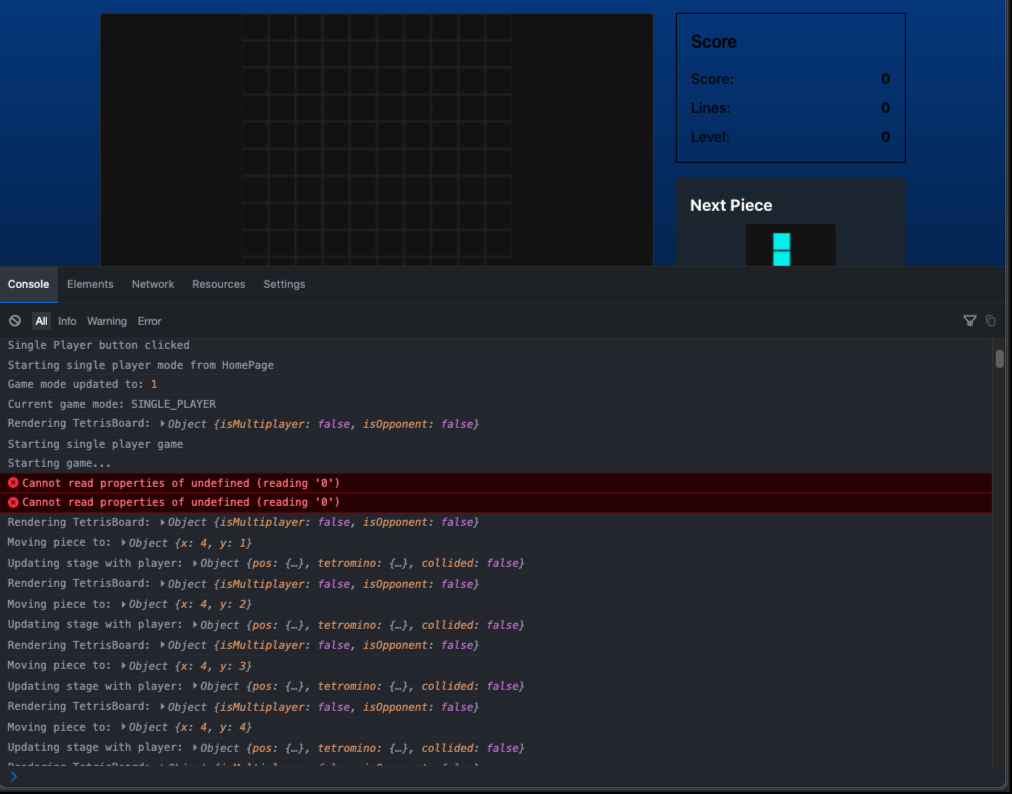 Score
Score: 0
Lines: 0
Level: 0
Next Piece
Console Elements Network Resources Settings
All Info Warning Error
Single Player button clicked
Starting single player mode from HomePage
Game mode updated to: 1
Current game mode: SINGLE_PLAYER
Rendering TetrisBoard: Object {isMultiplayer: false, isOpponent: false}
Starting single player game
Starting game...
Cannot read properties of undefined (reading '0')
Cannot read properties of undefined (reading '0')
Rendering TetrisBoard: Object {isMultiplayer: false, isOpponent: false}
Moving piece to: Object {x: 4, y: 1}
Updating stage with player: Object {pos: {…}, tetromino: {…}, collided: false}
Rendering TetrisBoard: Object {isMultiplayer: false, isOpponent: false}
Moving piece to: Object {x: 4, y: 2}
Updating stage with player: Object {pos: {…}, tetromino: {…}, collided: false}
Rendering TetrisBoard: Object {isMultiplayer: false, isOpponent: false}
Moving piece to: Object {x: 4, y: 3}
Updating stage with player: Object {pos: {…}, tetromino: {…}, collided: false}
Rendering TetrisBoard: Object {isMultiplayer: false, isOpponent: false}
Moving piece to: Object {x: 4, y: 4}
Updating stage with player: Object {pos: {…}, tetromino: {…}, collided: false}